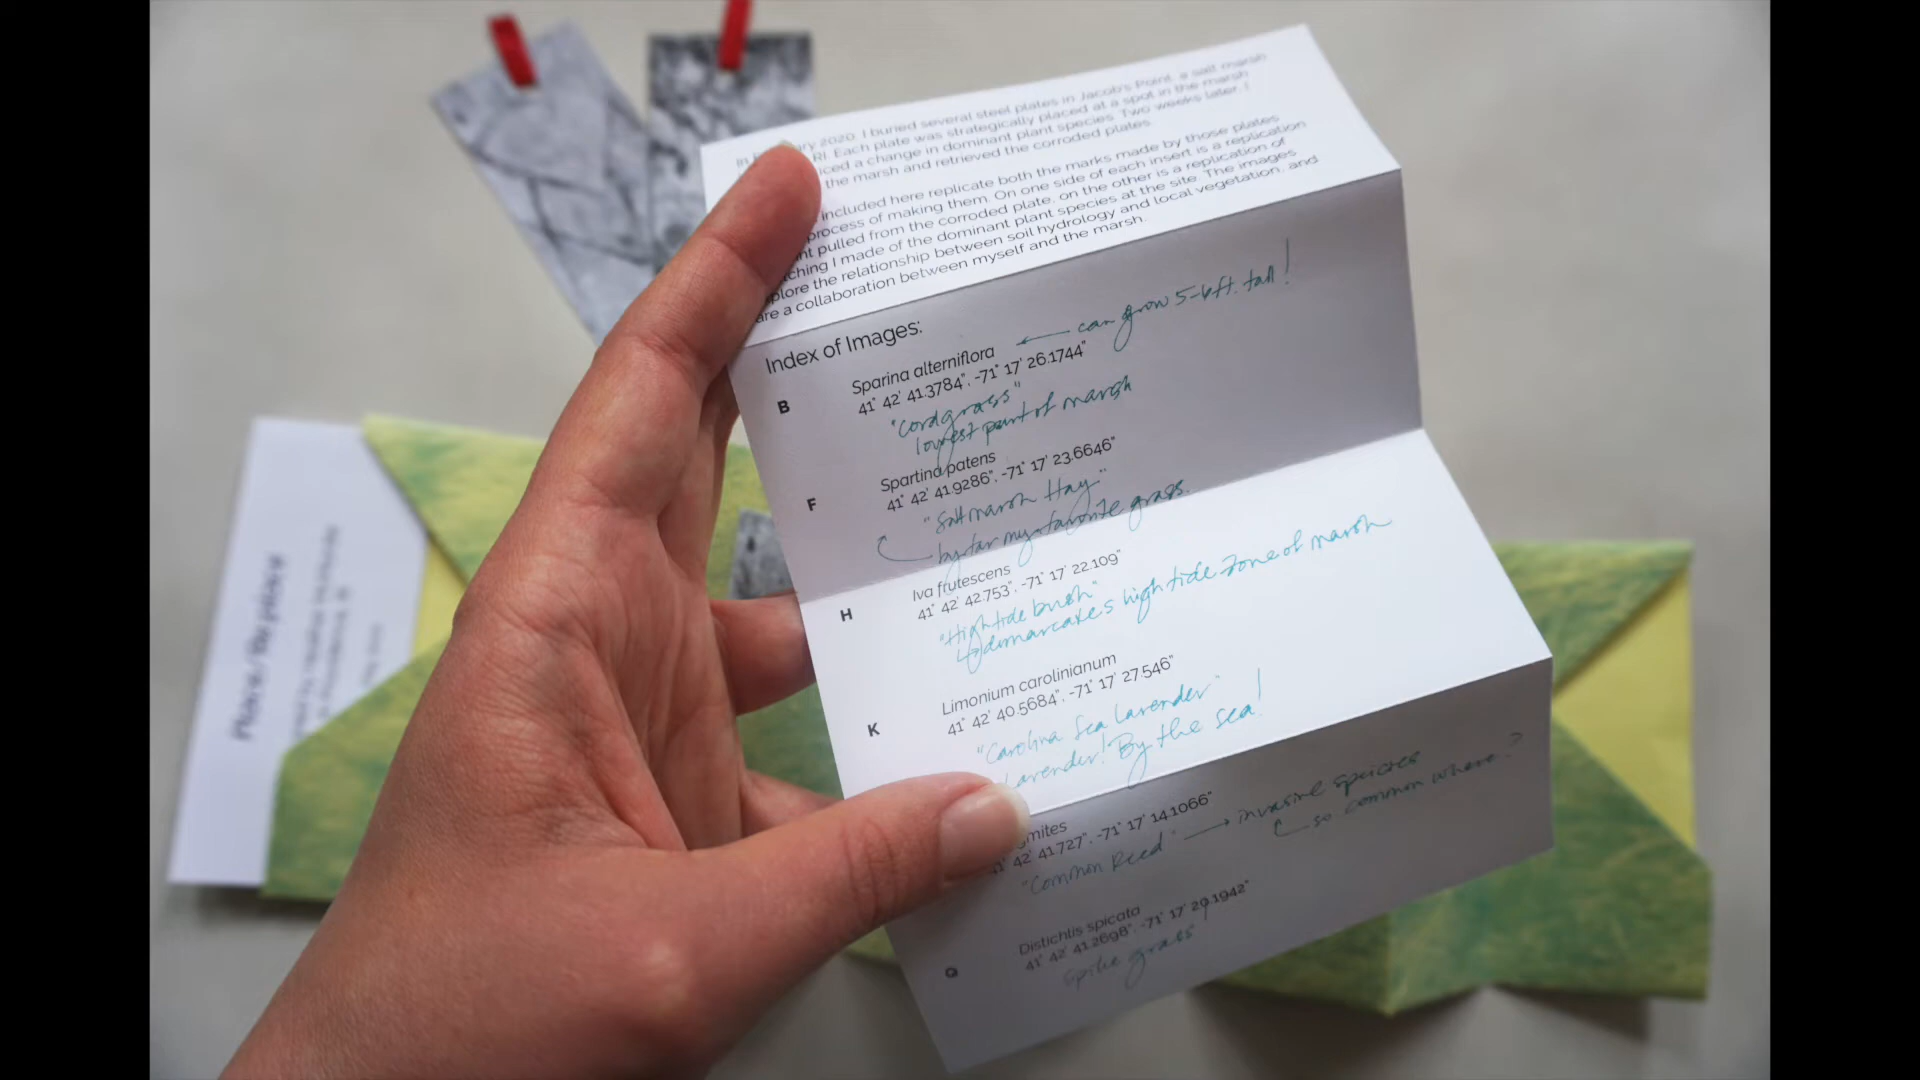 2020. I buried several steel plates in Jacob's Point, a salt marsh
RI. Each plate was strategically placed at a spot in the marsh
a change in dominant plant species. Two weeks later, I
the marsh and retrieved the corroded plates.
included here replicate both the marks made by those plates
process of making them. On one side of each insert is a replication
pulled from the corroded plate, on the other is a replication of
I made of the dominant plant species at the site. The images
the relationship between soil hydrology and local vegetation, and
are a collaboration between myself and the marsh.
Index of Images:
B Sparina alterniflora ← can grow 5-6ft. tall!
41° 42' 41.3784", -71° 17' 26.1744"
"cordgrass"
lowest part of marsh
F Spartina patens
41° 42' 41.9286", -71° 17' 23.6646"
"Saltmarsh Hay"
by far my favorite grass.
H Iva frutescens
41° 42' 42.753", -71° 17' 22.109"
"High tide bush"
↳ demarcates high tide zone of marsh
K Limonium carolinianum
41° 42' 40.5684", -71° 17' 27.546"
"Carolina Sea Lavender"
Lavender! By the sea!
42' 41.727", -71° 17' 14.1066"
"Common Reed" → invasive species
so common where?
Q Distichlis spicata
41° 42' 41.2698", -71° 17' 29.1942"
spike grass